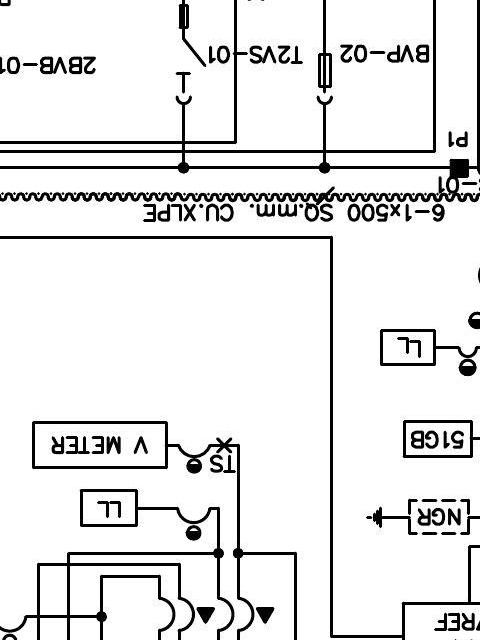 VREF
NGR
LL
TS
V METER
51GB
LL
6-1x500 SQ.mm. CU.XLPE
-01
P1
BVP-02
T2VS-01
2BVB-01